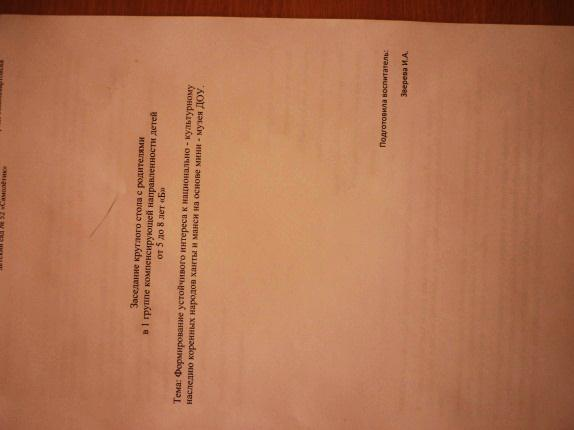 детский сад № 52 «Самолётик»
Заседание круглого стола с родителями
в 1 группе компенсирующей направленности детей
от 5 до 8 лет «Б»
Тема: Формирование устойчивого интереса к национально - культурному
наследию коренных народов ханты и манси на основе мини - музея ДОУ.
Подготовила воспитатель:
Зверева И.А.